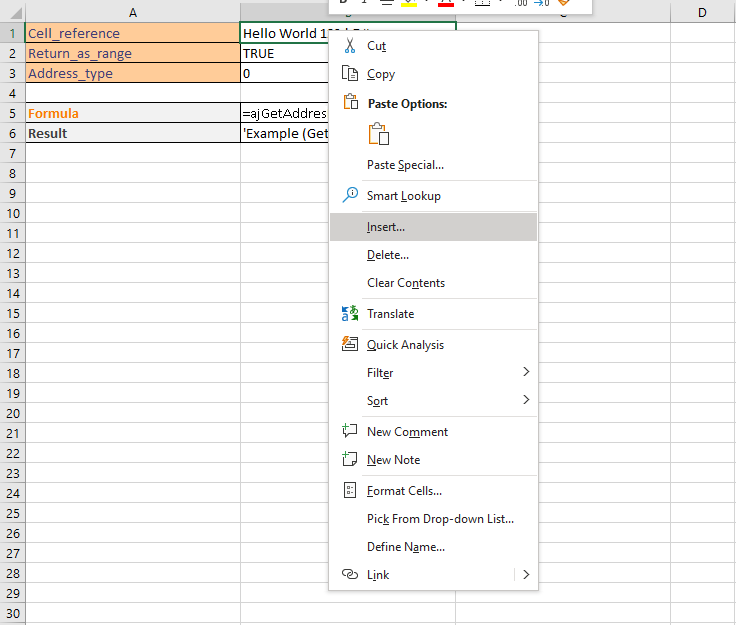 A D
1 Cell_reference Hello World
2 Return_as_range TRUE
3 Address_type 0
4
5 Formula =ajGetAddres
6 Result 'Example (Get
7
8
9
10
11
12
13
14
15
16
17
18
19
20
21
22
23
24
25
26
27
28
29
30
Cut
Copy
Paste Options:
Paste Special...
Smart Lookup
Insert...
Delete...
Clear Contents
Translate
Quick Analysis
Filter
Sort
New Comment
New Note
Format Cells...
Pick From Drop-down List...
Define Name...
Link